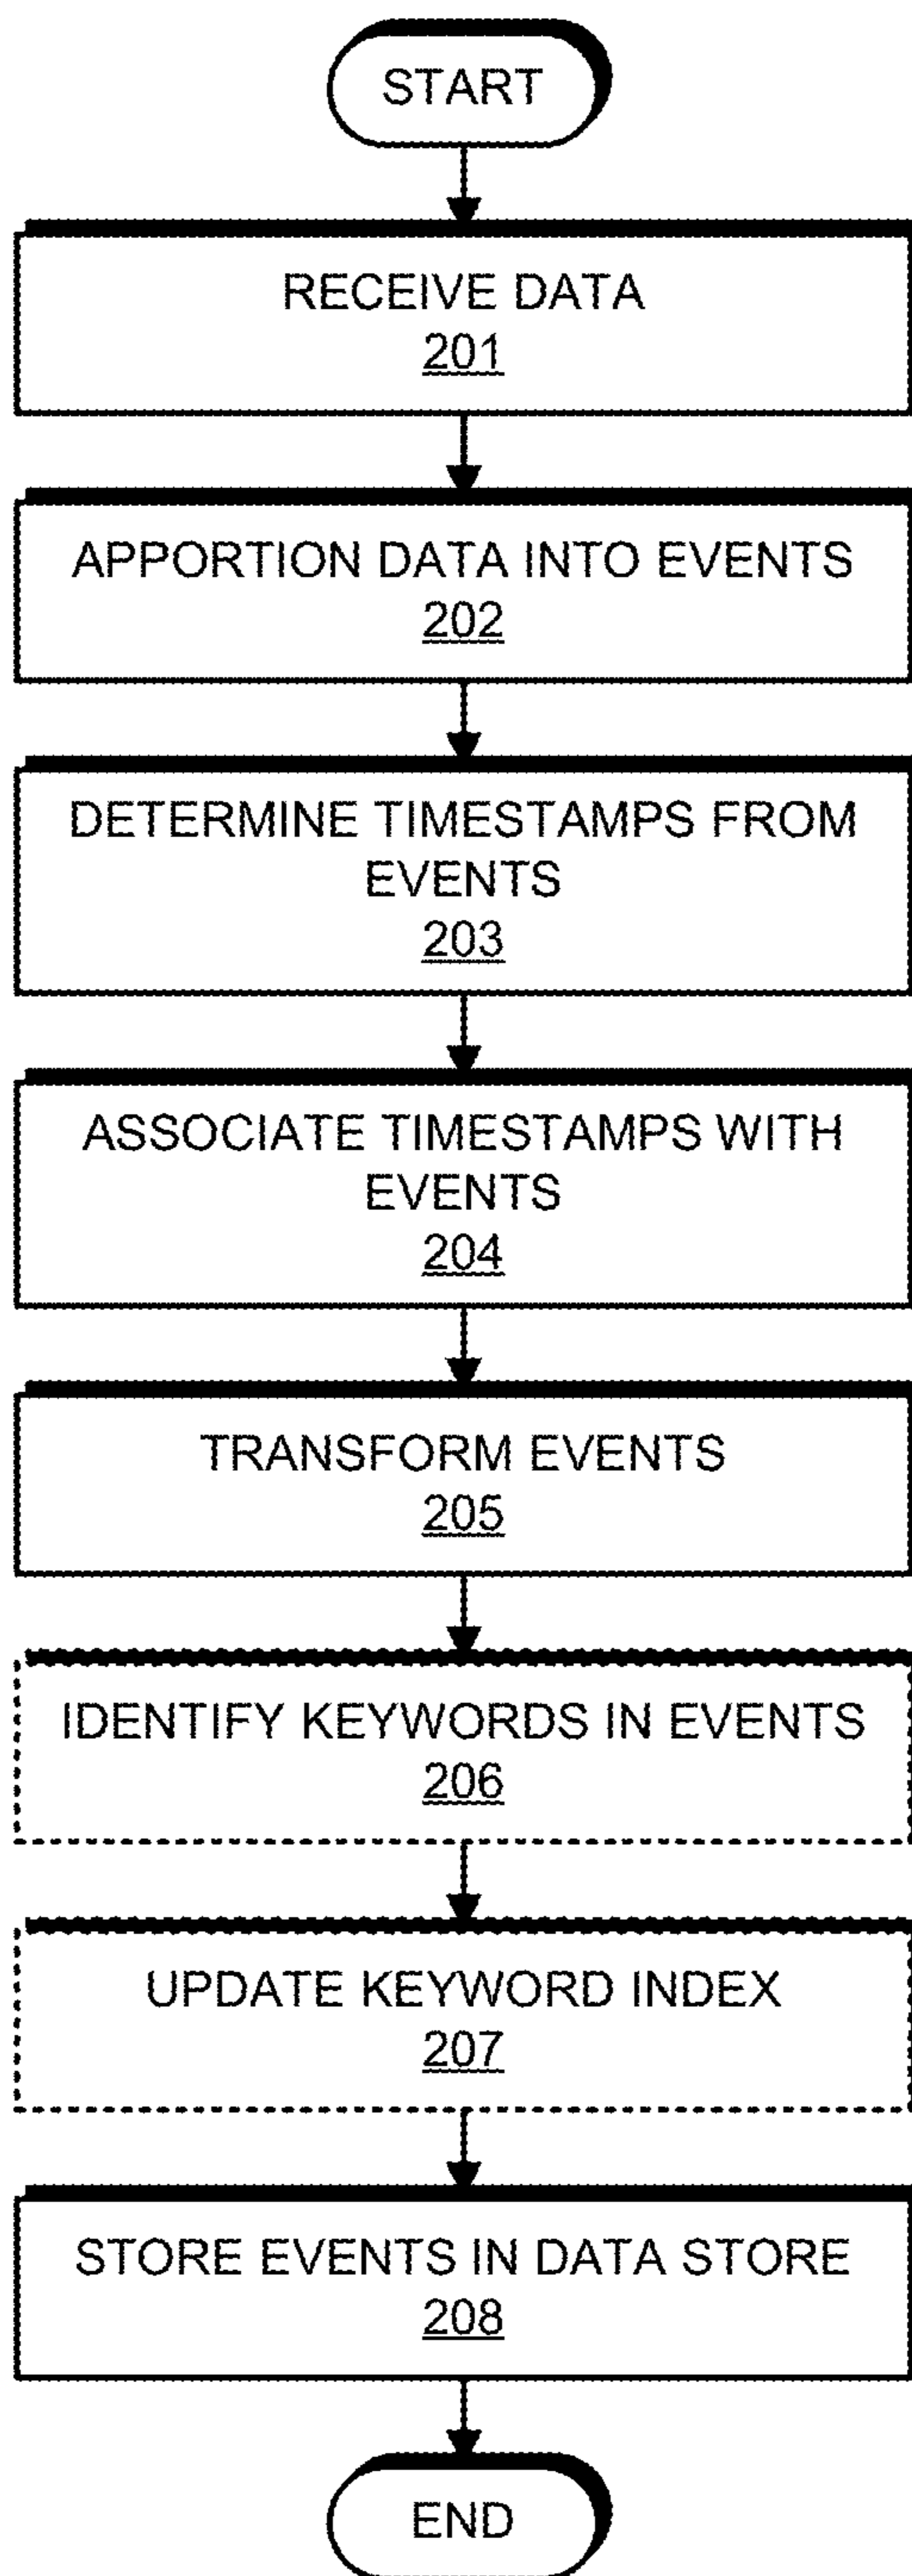 START
RECEIVE DATA
201
APPORTION DATA INTO EVENTS
202
DETERMINE TIMESTAMPS FROM
EVENTS
203
ASSOCIATE TIMESTAMPS WITH
EVENTS
204
TRANSFORM EVENTS
205
IDENTIFY KEYWORDS IN EVENTS
206
UPDATE KEYWORD INDEX
207
STORE EVENTS IN DATA STORE
208
END